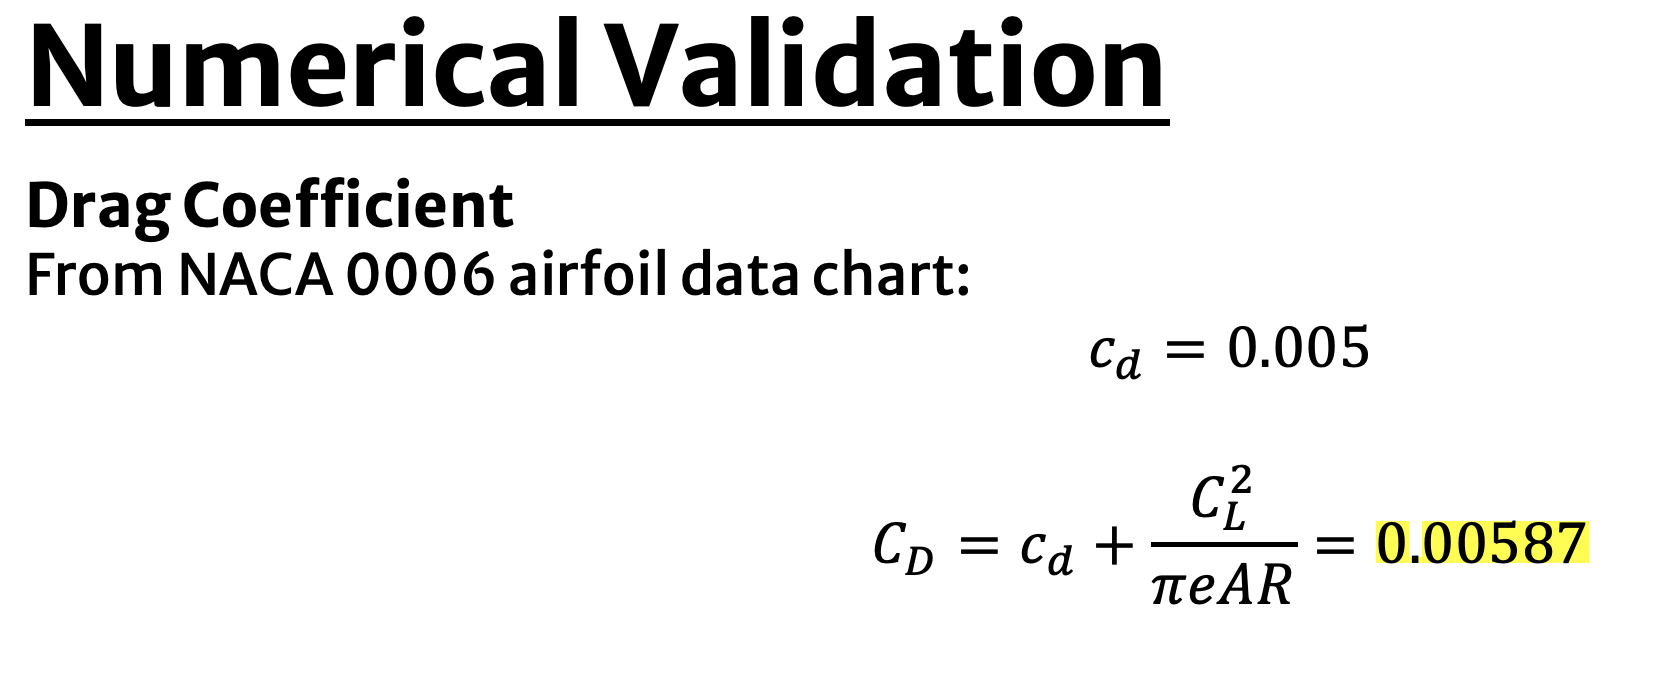 Numerical Validation
Drag Coefficient
From NACA 0006 airfoil data chart:
c_d = 0.005
C_D = c_d + \frac{C_L^2}{πeAR} = 0.00587